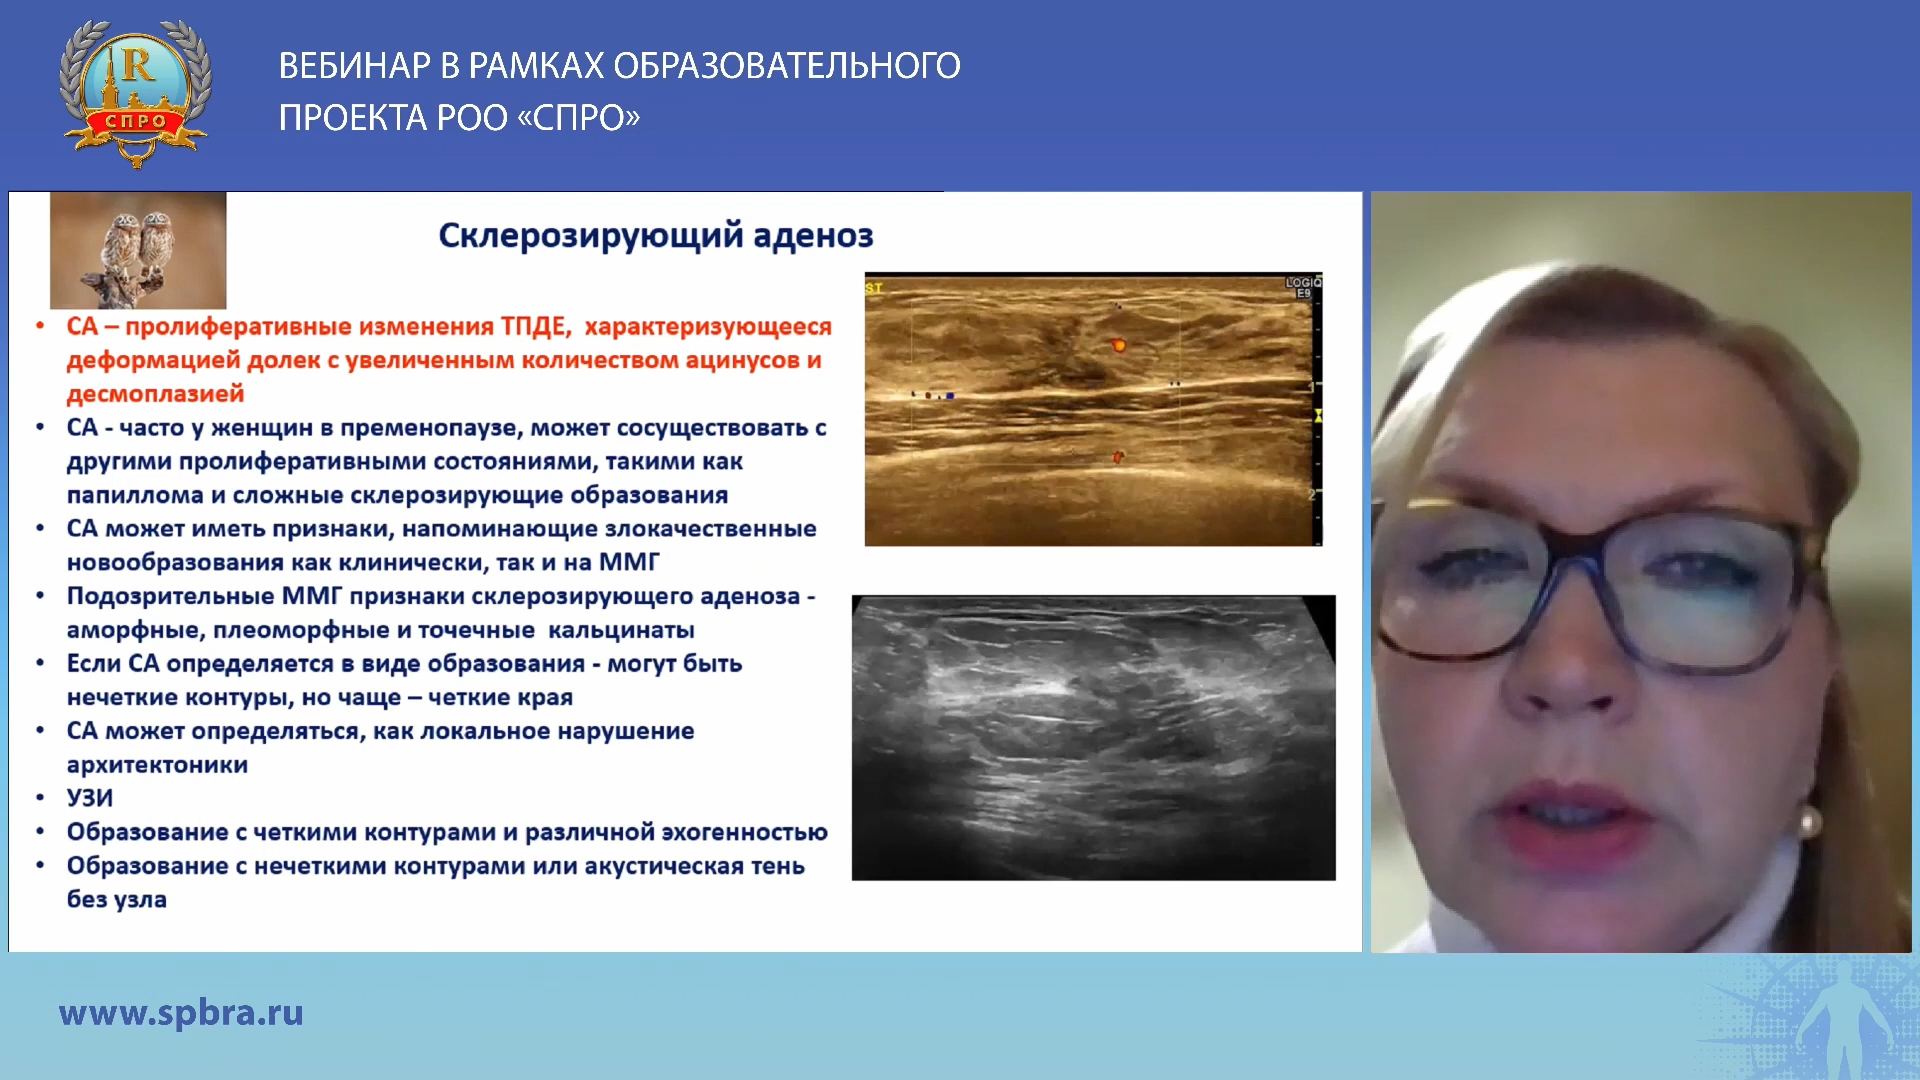 R
СПРО
ВЕБИНАР В РАМКАХ ОБРАЗОВАТЕЛЬНОГО
ПРОЕКТА РОО «СПРО»
Склерозирующий аденоз
• СА – пролиферативные изменения ТПДЕ, характеризующееся
деформацией долек с увеличенным количеством ацинусов и
десмоплазией
• СА - часто у женщин в пременопаузе, может сосуществовать с
другими пролиферативными состояниями, такими как
папиллома и сложные склерозирующие образования
• СА может иметь признаки, напоминающие злокачественные
новообразования как клинически, так и на ММГ
• Подозрительные ММГ признаки склерозирующего аденоза -
аморфные, плеоморфные и точечные кальцинаты
• Если СА определяется в виде образования - могут быть
нечеткие контуры, но чаще – четкие края
• СА может определяться, как локальное нарушение
архитектоники
• УЗИ
• Образование с четкими контурами и различной эхогенностью
• Образование с нечеткими контурами или акустическая тень
без узла
ST
LOGIQ
E9
1
2
www.spbra.ru